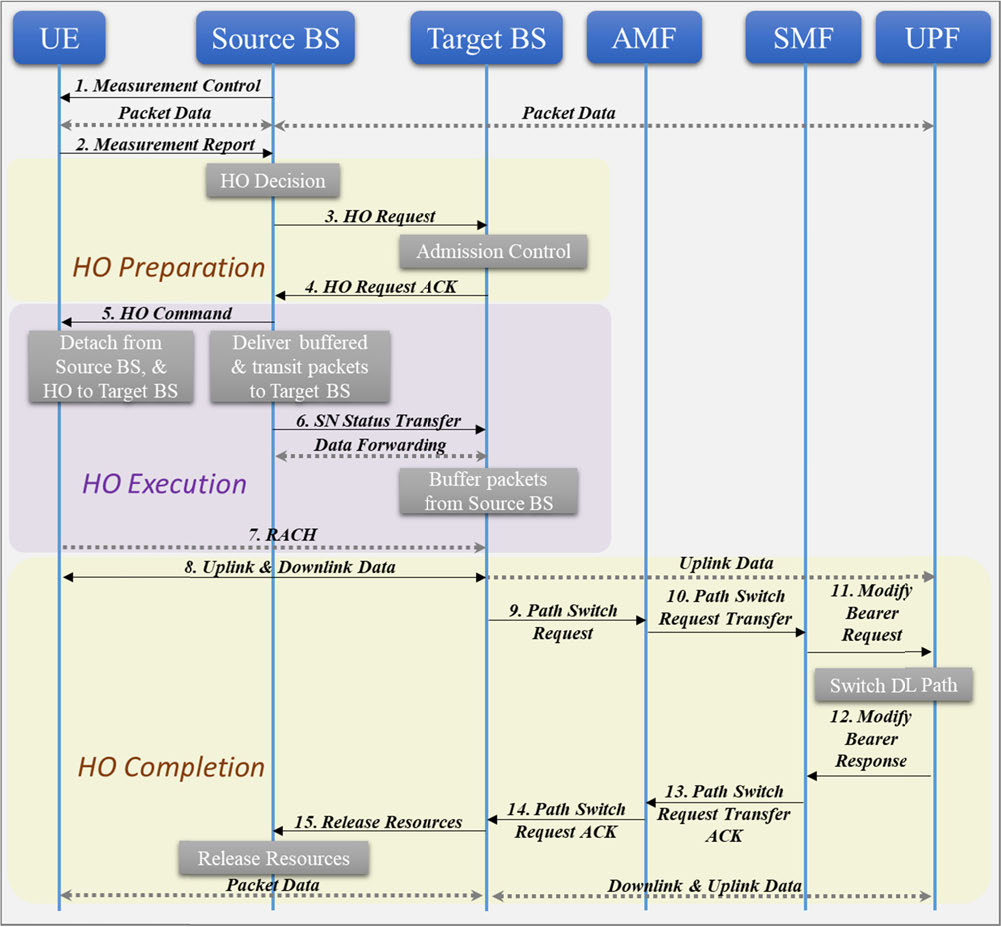 UE
Source BS
Target BS
AMF
SMF
UPF
1. Measurement Control
Packet Data
Packet Data
2. Measurement Report
HO Decision
3. HO Request
Admission Control
HO Preparation
4. HO Request ACK
5. HO Command
Detach from
Source BS, &
HO to Target BS
Deliver buffered
& transit packets
to Target BS
6. SN Status Transfer
Data Forwarding
HO Execution
Buffer packets
from Source BS
7. RACH
8. Uplink & Downlink Data
Uplink Data
9. Path Switch
Request
10. Path Switch
Request Transfer
11. Modify
Bearer
Request
Switch DL Path
12. Modify
Bearer
Response
HO Completion
13. Path Switch
Request Transfer
ACK
14. Path Switch
Request ACK
15. Release Resources
Release Resources
Packet Data
Downlink & Uplink Data